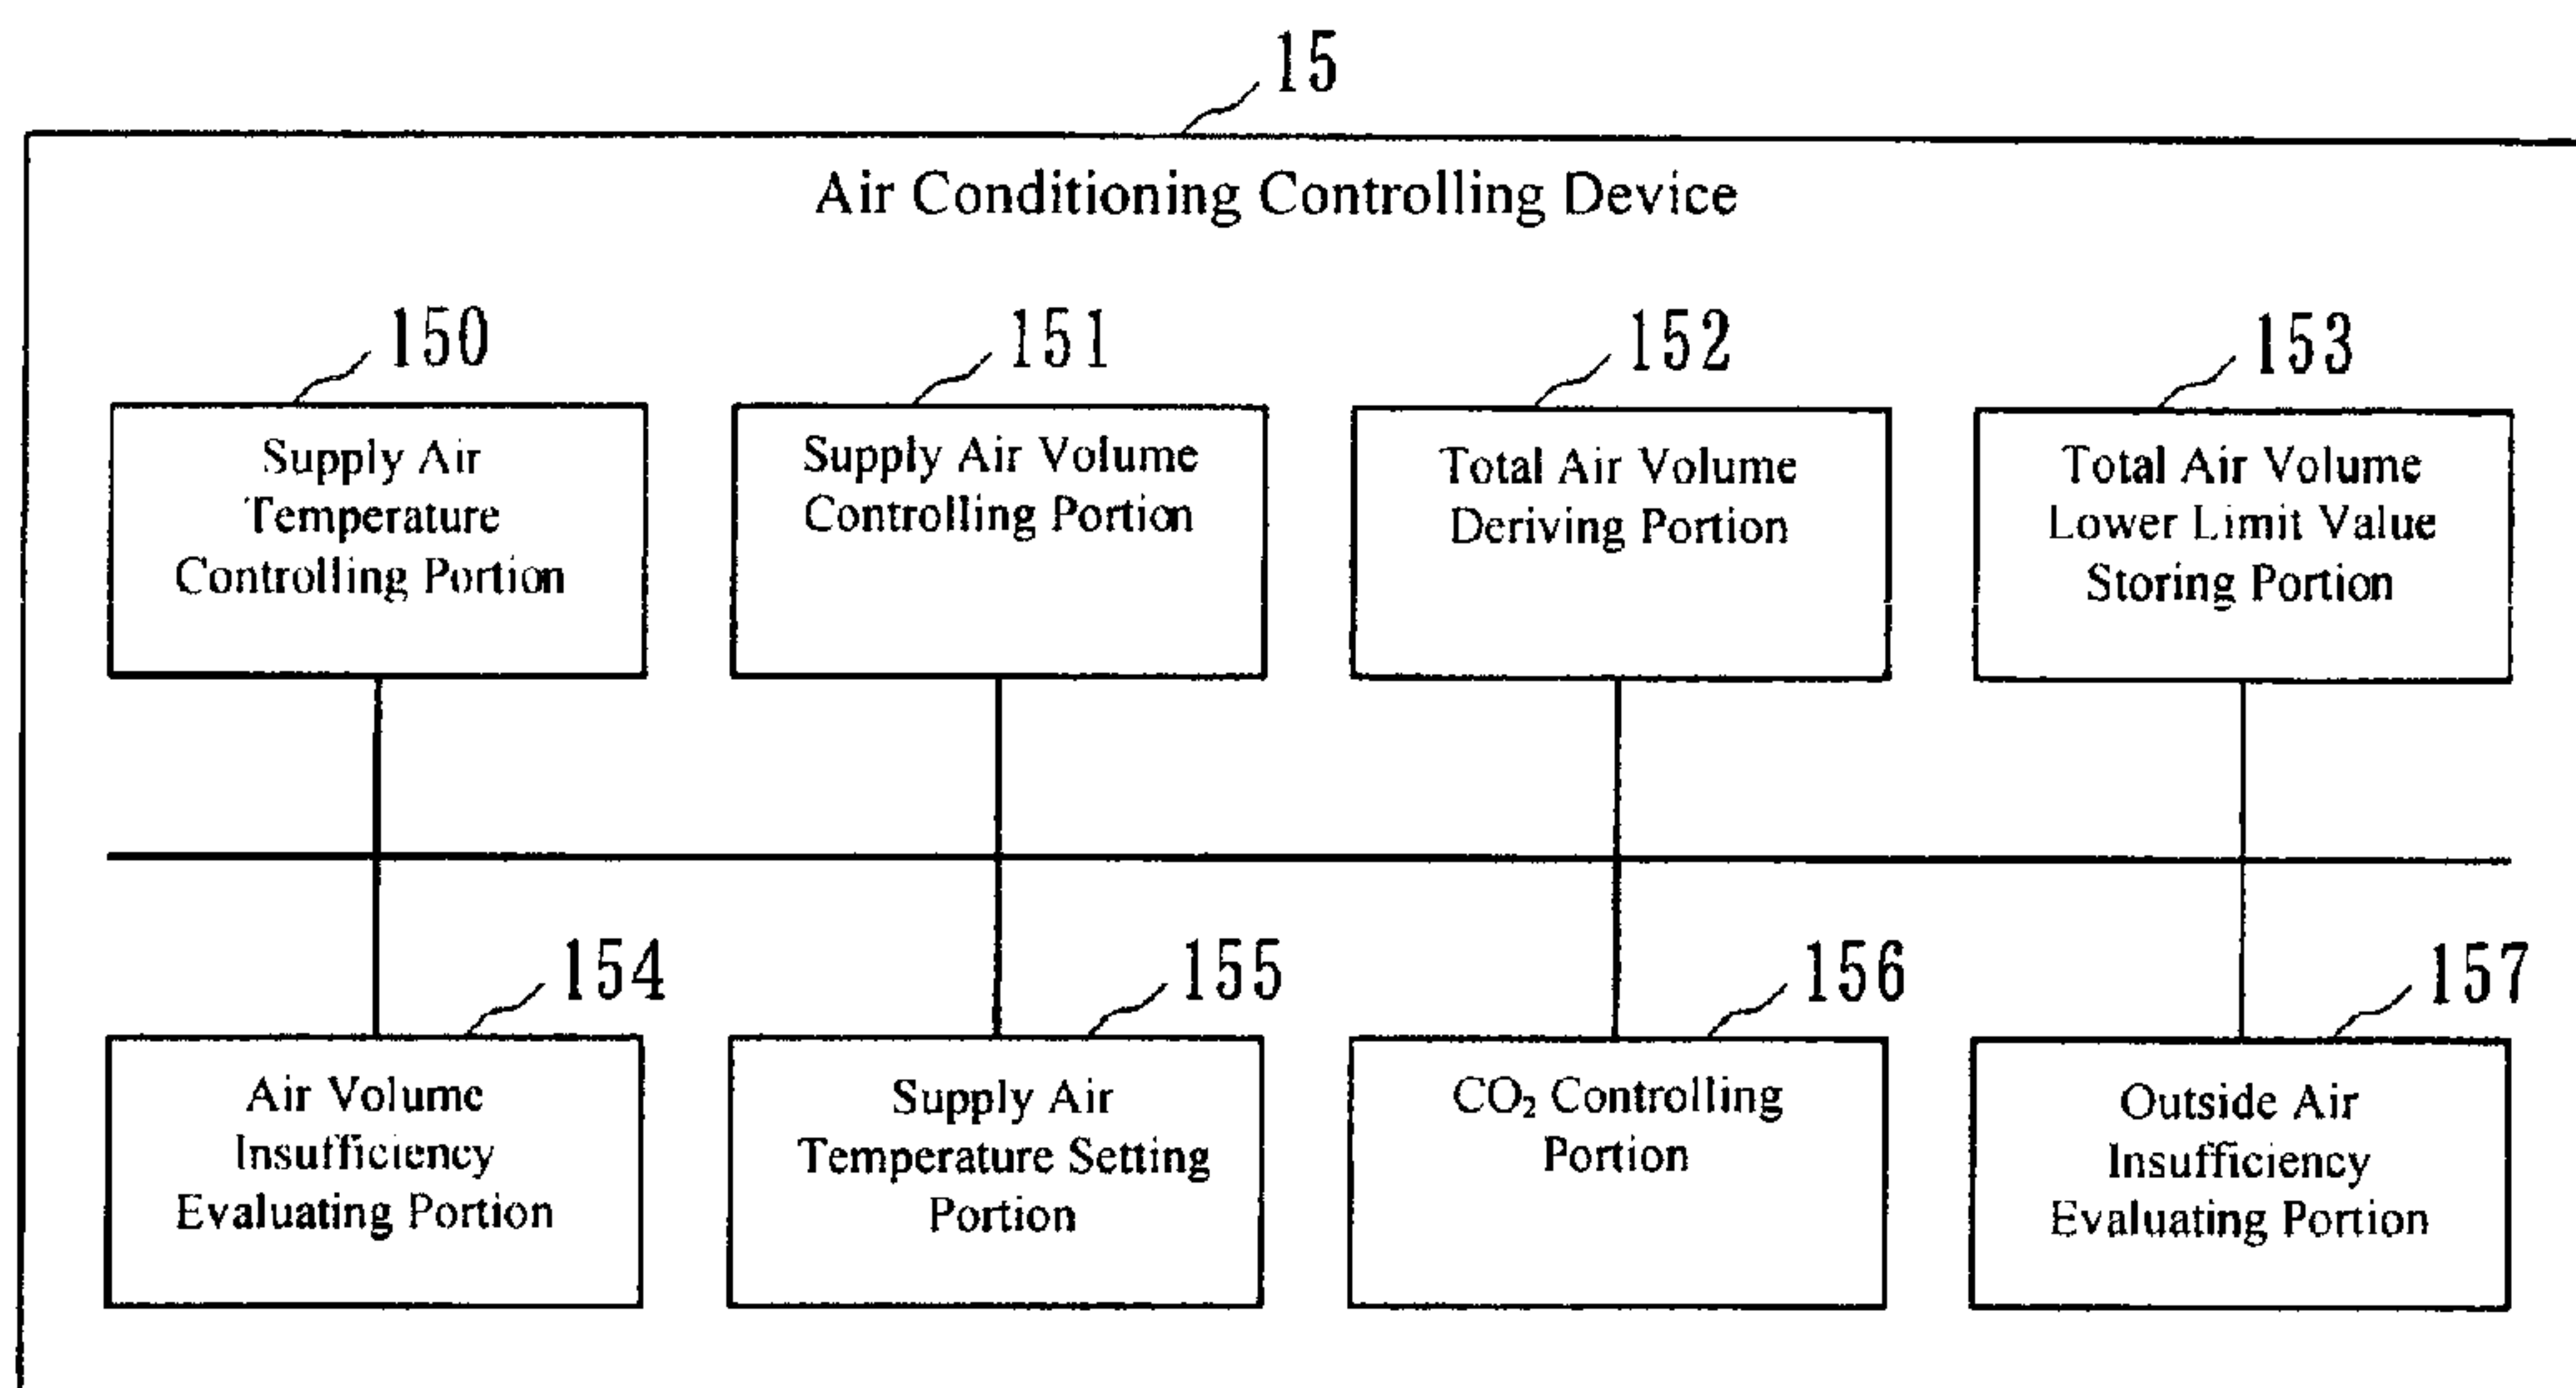 15
Air Conditioning Controlling Device
150
151
152
153
Supply Air
Temperature
Controlling Portion
Supply Air Volume
Controlling Portion
Total Air Volume
Deriving Portion
Total Air Volume
Lower Limit Value
Storing Portion
154
155
156
157
Air Volume
Insufficiency
Evaluating Portion
Supply Air
Temperature Setting
Portion
CO₂ Controlling
Portion
Outside Air
Insufficiency
Evaluating Portion